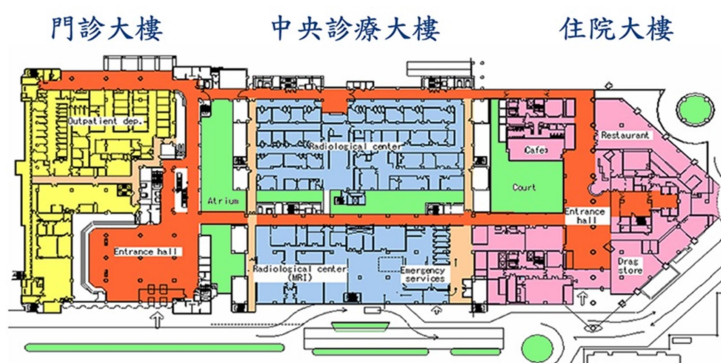 門診大樓
中央診療大樓
住院大樓
Outpatient dep.
Radiological center
Cafe
Restaurant
Atrium
Court
Entrance hall
Entrance
hall
Radiological center
(MRI)
Emergency
services
Drag
store